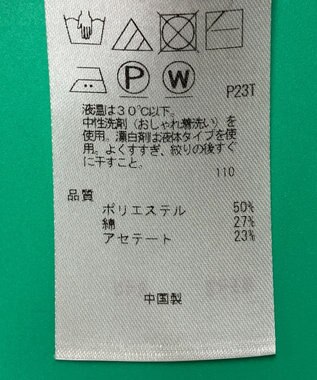 P W
P23T
液温は30℃以下。
中性洗剤（おしゃれ着洗い）を
使用。漂白剤は液体タイプを使
用。よくすすぎ、絞りの後すぐ
に干すこと。
110
品質
ポリエステル 50%
綿 27%
アセテート 23%
中国製